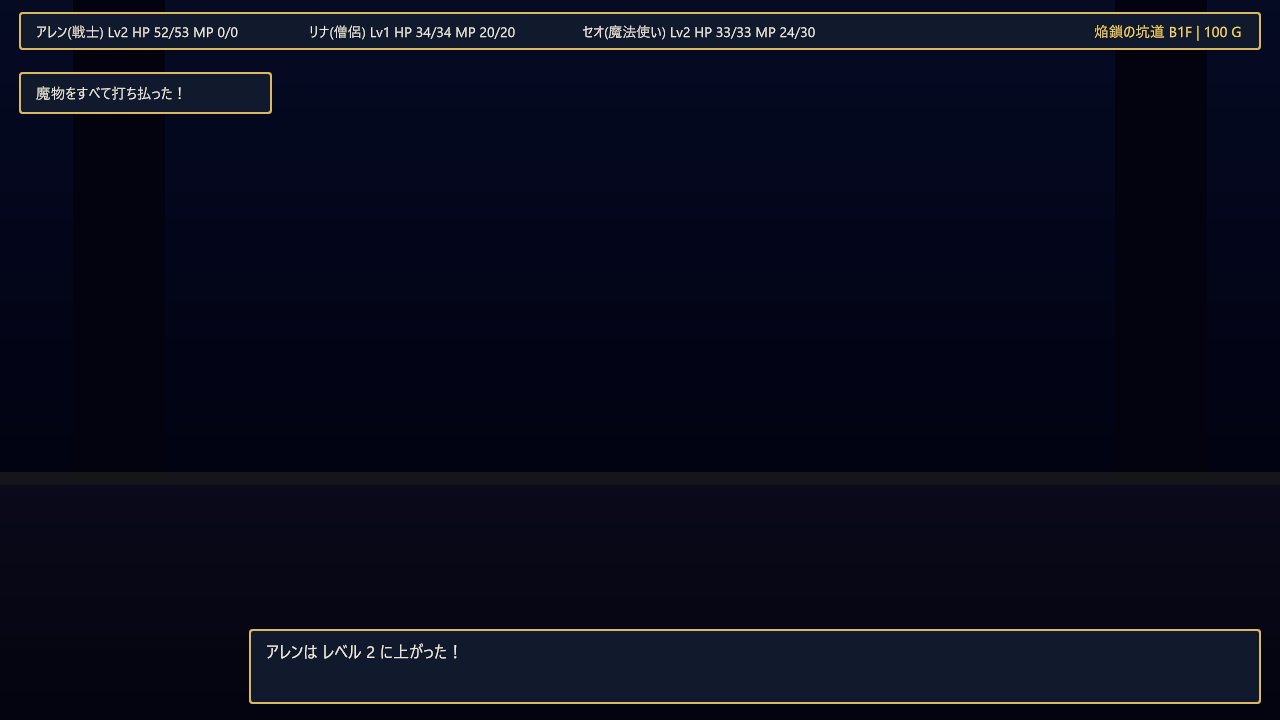 アレン(戦士) Lv2 HP 52/53 MP 0/0 リナ(僧侶) Lv1 HP 34/34 MP 20/20 セオ(魔法使い) Lv2 HP 33/33 MP 24/30 焔鎖の坑道 B1F | 100 G
魔物をすべて打ち払った！
アレンは レベル 2 に上がった！